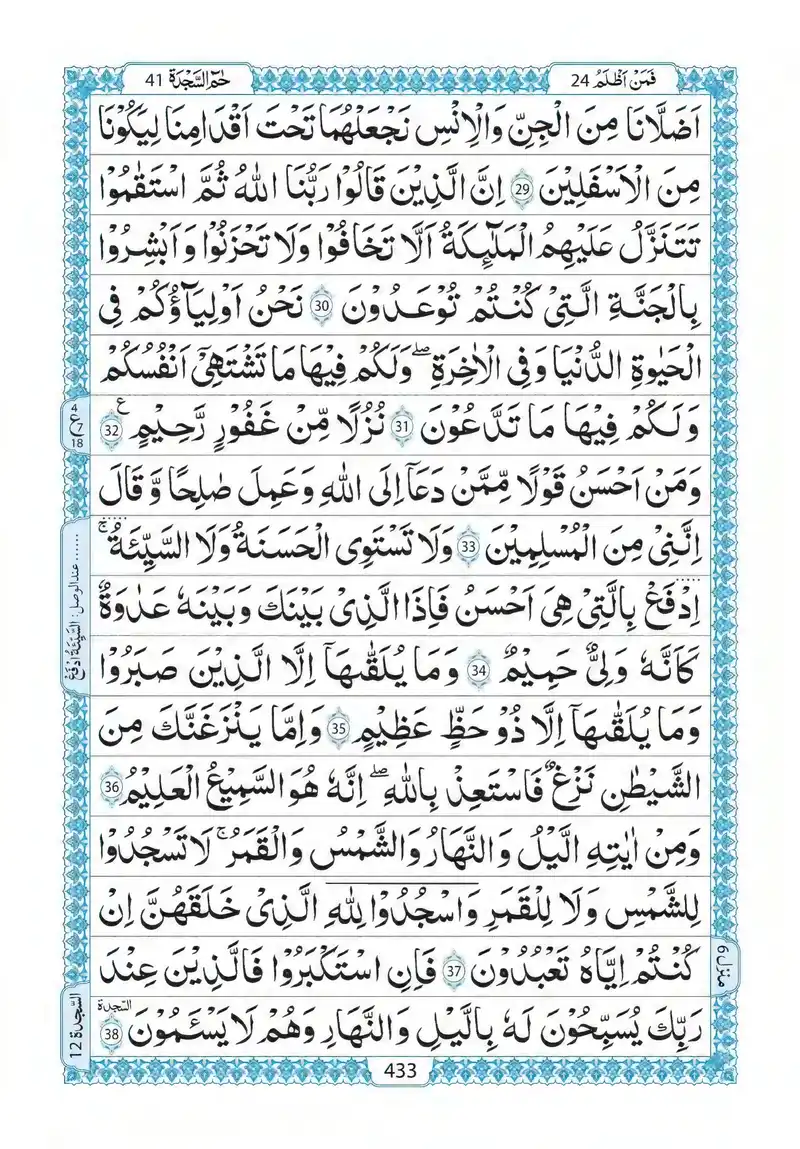 فَمَنْ اَظْلَمُ 24
حٰمٓ السَّجْدَة 41
اَضَلّٰنَا مِنَ الْجِنِّ وَالْاِنْسِ نَجْعَلْهُمَا تَحْتَ اَقْدَامِنَا لِيَكُوْنَا
مِنَ الْاَسْفَلِيْنَ 29 اِنَّ الَّذِيْنَ قَالُوْا رَبُّنَا اللّٰهُ ثُمَّ اسْتَقَامُوْا
تَتَنَزَّلُ عَلَيْهِمُ الْمَلٰٓئِكَةُ اَلَّا تَخَافُوْا وَلَا تَحْزَنُوْا وَاَبْشِرُوْا
بِالْجَنَّةِ الَّتِيْ كُنْتُمْ تُوْعَدُوْنَ 30 نَحْنُ اَوْلِيٰٓؤُكُمْ فِي
الْحَيٰوةِ الدُّنْيَا وَفِي الْاٰخِرَةِ ۖ وَلَكُمْ فِيْهَا مَا تَشْتَهِيْٓ اَنْفُسُكُمْ
وَلَكُمْ فِيْهَا مَا تَدَّعُوْنَ 31 نُزُلًا مِّنْ غَفُوْرٍ رَّحِيْمٍ 32 ع
وَمَنْ اَحْسَنُ قَوْلًا مِّمَّنْ دَعَآ اِلَى اللّٰهِ وَعَمِلَ صَالِحًا وَّقَالَ
اِنَّنِيْ مِنَ الْمُسْلِمِيْنَ 33 وَلَا تَسْتَوِي الْحَسَنَةُ وَلَا السَّيِّئَةُ ۚ
اِدْفَعْ بِالَّتِيْ هِيَ اَحْسَنُ فَاِذَا الَّذِيْ بَيْنَكَ وَبَيْنَهٗ عَدَاوَةٌ
كَاَنَّهٗ وَلِيٌّ حَمِيْمٌ 34 وَمَا يُلَقّٰىهَآ اِلَّا الَّذِيْنَ صَبَرُوْا
وَمَا يُلَقّٰىهَآ اِلَّا ذُوْ حَظٍّ عَظِيْمٍ 35 وَاِمَّا يَنْزَغَنَّكَ مِنَ
الشَّيْطٰنِ نَزْغٌ فَاسْتَعِذْ بِاللّٰهِ ۖ اِنَّهٗ هُوَ السَّمِيْعُ الْعَلِيْمُ 36
وَمِنْ اٰيٰتِهِ الَّيْلُ وَالنَّهَارُ وَالشَّمْسُ وَالْقَمَرُ ۚ لَا تَسْجُدُوْا
لِلشَّمْسِ وَلَا لِلْقَمَرِ وَاسْجُدُوْا لِلّٰهِ الَّذِيْ خَلَقَهُنَّ اِنْ
كُنْتُمْ اِيَّاهُ تَعْبُدُوْنَ 37 فَاِنِ اسْتَكْبَرُوْا فَالَّذِيْنَ عِنْدَ
رَبِّكَ يُسَبِّحُوْنَ لَهٗ بِالَّيْلِ وَالنَّهَارِ وَهُمْ لَا يَسْـَٔمُوْنَ 38 السجدة
4
ع 7
18
...... عند الوصل: السَّيِّئَةُ ادْفَعْ
منزل 6
السَّجدة 12
433